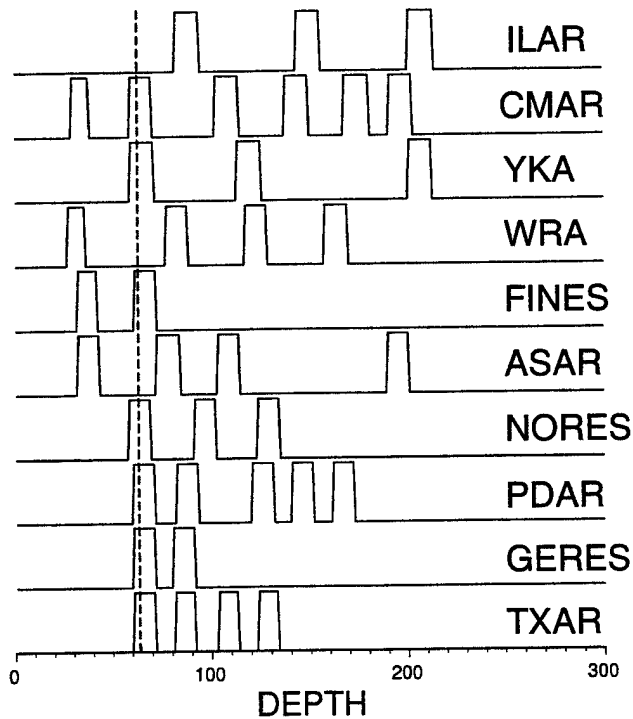 ILAR
CMAR
YKA
WRA
FINES
ASAR
NORES
PDAR
GERES
TXAR
0 100 200 300
DEPTH